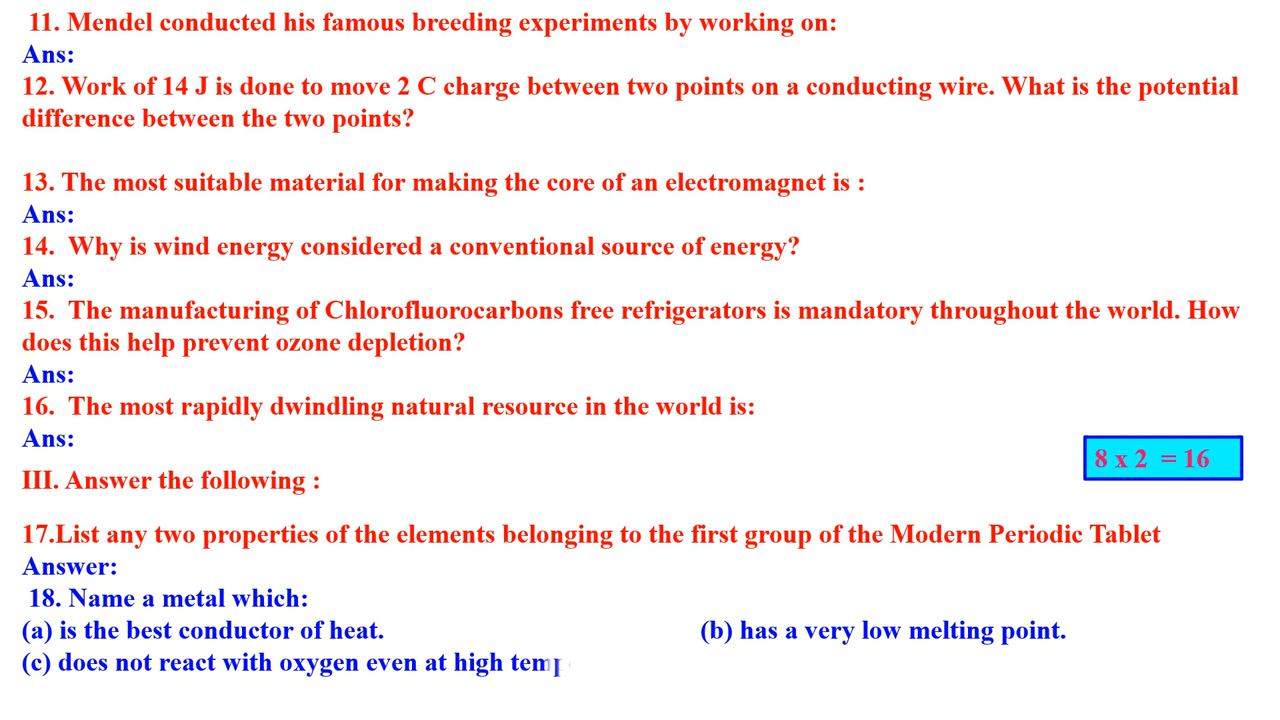 11. Mendel conducted his famous breeding experiments by working on:
Ans:
12. Work of 14 J is done to move 2 C charge between two points on a conducting wire. What is the potential
difference between the two points?
13. The most suitable material for making the core of an electromagnet is :
Ans:
14. Why is wind energy considered a conventional source of energy?
Ans:
15. The manufacturing of Chlorofluorocarbons free refrigerators is mandatory throughout the world. How
does this help prevent ozone depletion?
Ans:
16. The most rapidly dwindling natural resource in the world is:
Ans:
8 x 2 = 16
III. Answer the following :
17.List any two properties of the elements belonging to the first group of the Modern Periodic Tablet
Answer:
18. Name a metal which:
(a) is the best conductor of heat. (b) has a very low melting point.
(c) does not react with oxygen even at high